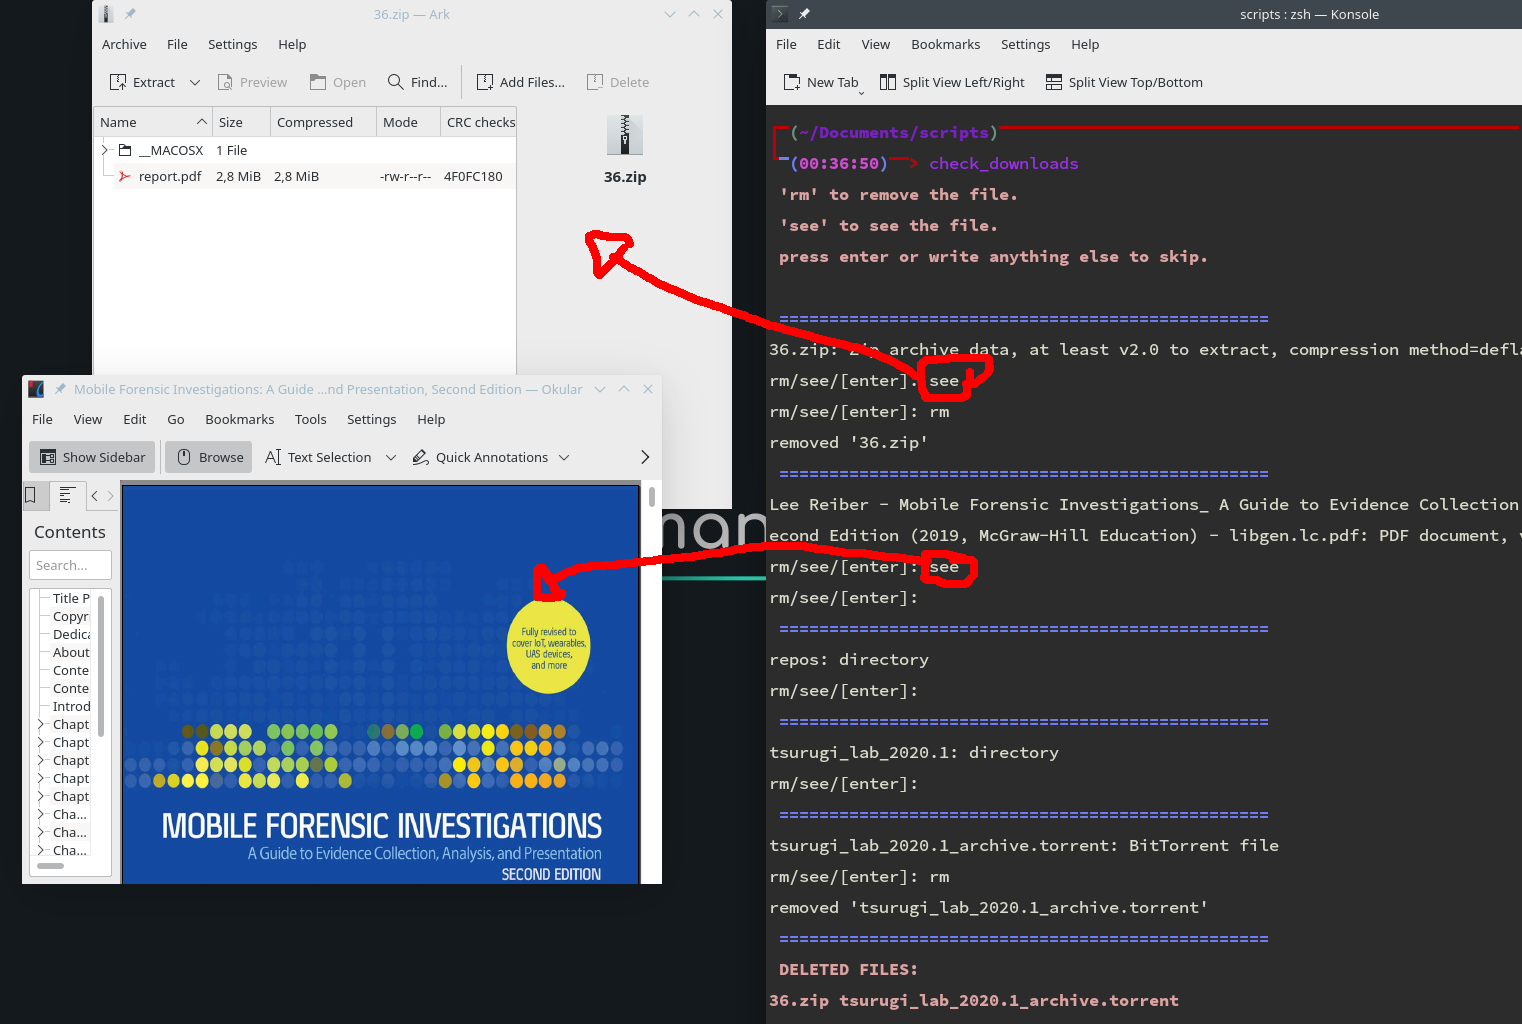 36.zip — Ark
Archive File Settings Help
Extract Preview Open Find... Add Files... Delete
Name Size Compressed Mode CRC checks
__MACOSX 1 File
report.pdf 2,8 MiB 2,8 MiB -rw-r--r-- 4F0FC180
36.zip
Mobile Forensic Investigations: A Guide ...nd Presentation, Second Edition — Okular
File View Edit Go Bookmarks Tools Settings Help
Show Sidebar Browse Text Selection Quick Annotations
Contents
Search...
Title P
Copyr
Dedica
About
Conte
Conte
Introd
Chapt
Chapt
Chapt
Chapt
Chapt
Cha...
Cha...
Cha...
Fully revised to
cover IoT, wearables,
UAS devices,
and more
MOBILE FORENSIC INVESTIGATIONS
A Guide to Evidence Collection, Analysis, and Presentation
SECOND EDITION
man
scripts : zsh — Konsole
File Edit View Bookmarks Settings Help
New Tab Split View Left/Right Split View Top/Bottom
(~/Documents/scripts)
(00:36:50) —> check_downloads
'rm' to remove the file.
'see' to see the file.
press enter or write anything else to skip.
=================================================
36.zip: Zip archive data, at least v2.0 to extract, compression method=defla
rm/see/[enter]: see
rm/see/[enter]: rm
removed '36.zip'
=================================================
Lee Reiber - Mobile Forensic Investigations_ A Guide to Evidence Collection
econd Edition (2019, McGraw-Hill Education) - libgen.lc.pdf: PDF document, v
rm/see/[enter]: see
rm/see/[enter]:
=================================================
repos: directory
rm/see/[enter]:
=================================================
tsurugi_lab_2020.1: directory
rm/see/[enter]:
=================================================
tsurugi_lab_2020.1_archive.torrent: BitTorrent file
rm/see/[enter]: rm
removed 'tsurugi_lab_2020.1_archive.torrent'
=================================================
DELETED FILES:
36.zip tsurugi_lab_2020.1_archive.torrent